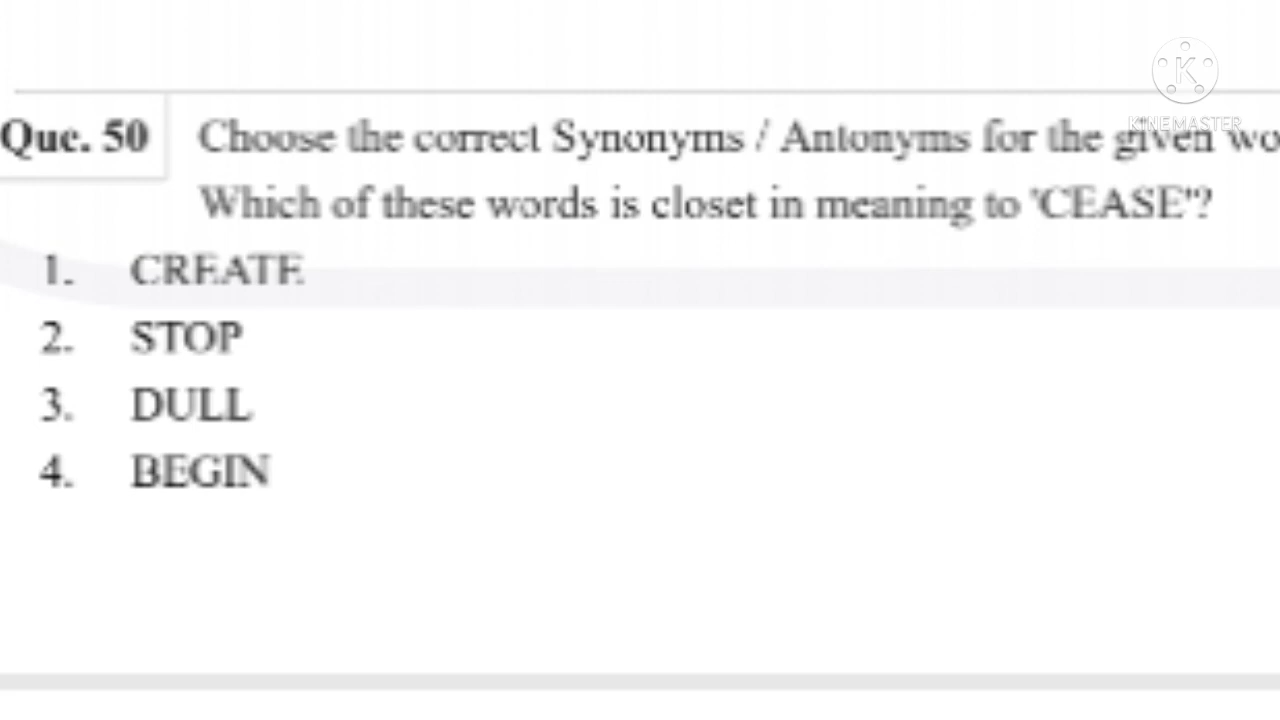 KINEMASTER
Que. 50 Choose the correct Synonyms / Antonyms for the given
Which of these words is closet in meaning to 'CEASE'?
1. CREATE
2. STOP
3. DULL
4. BEGIN